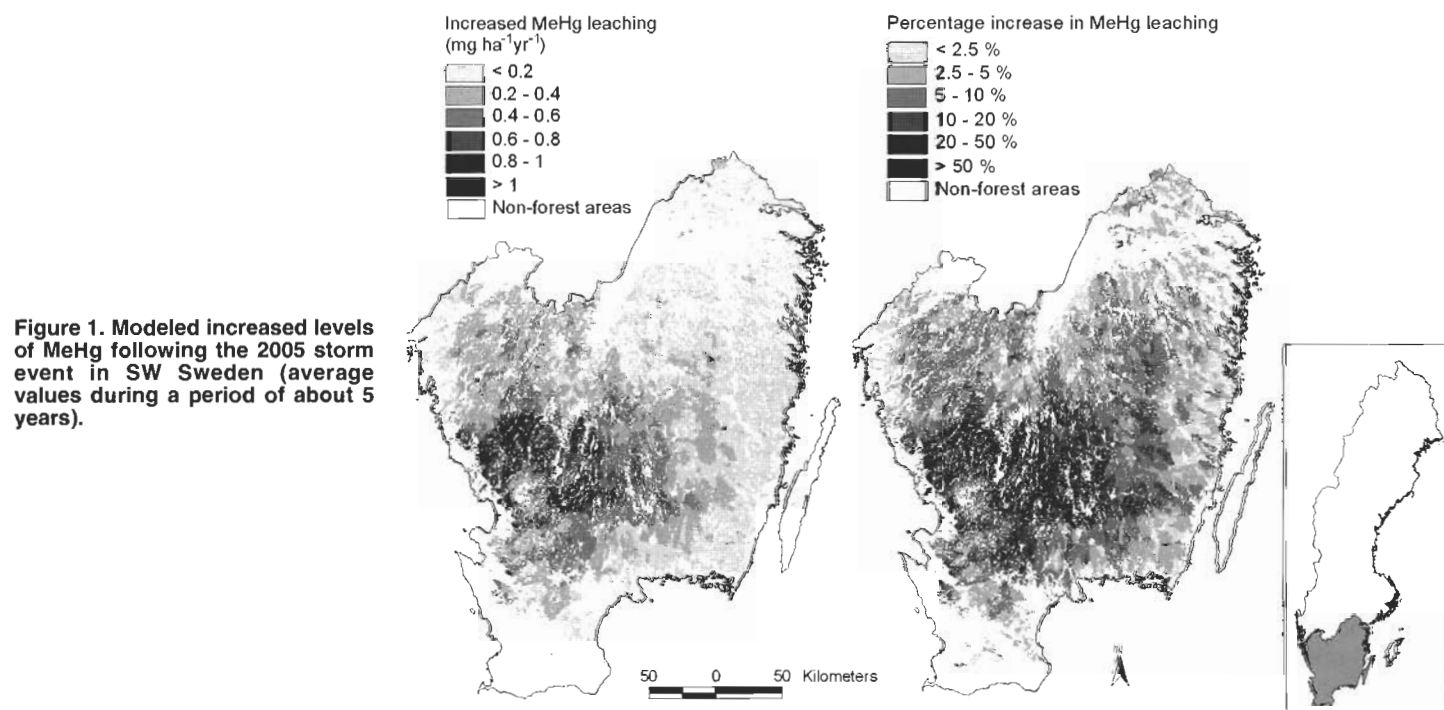 Increased MeHg leaching
(mg ha-1yr-1)
< 0.2
0.2 - 0.4
0.4 - 0.6
0.6 - 0.8
0.8 - 1
> 1
Non-forest areas
Percentage increase in MeHg leaching
< 2.5 %
2.5 - 5 %
5 - 10 %
10 - 20 %
20 - 50 %
> 50 %
Non-forest areas
Figure 1. Modeled increased levels
of MeHg following the 2005 storm
event in SW Sweden (average
values during a period of about 5
years).
50 0 50 Kilometers